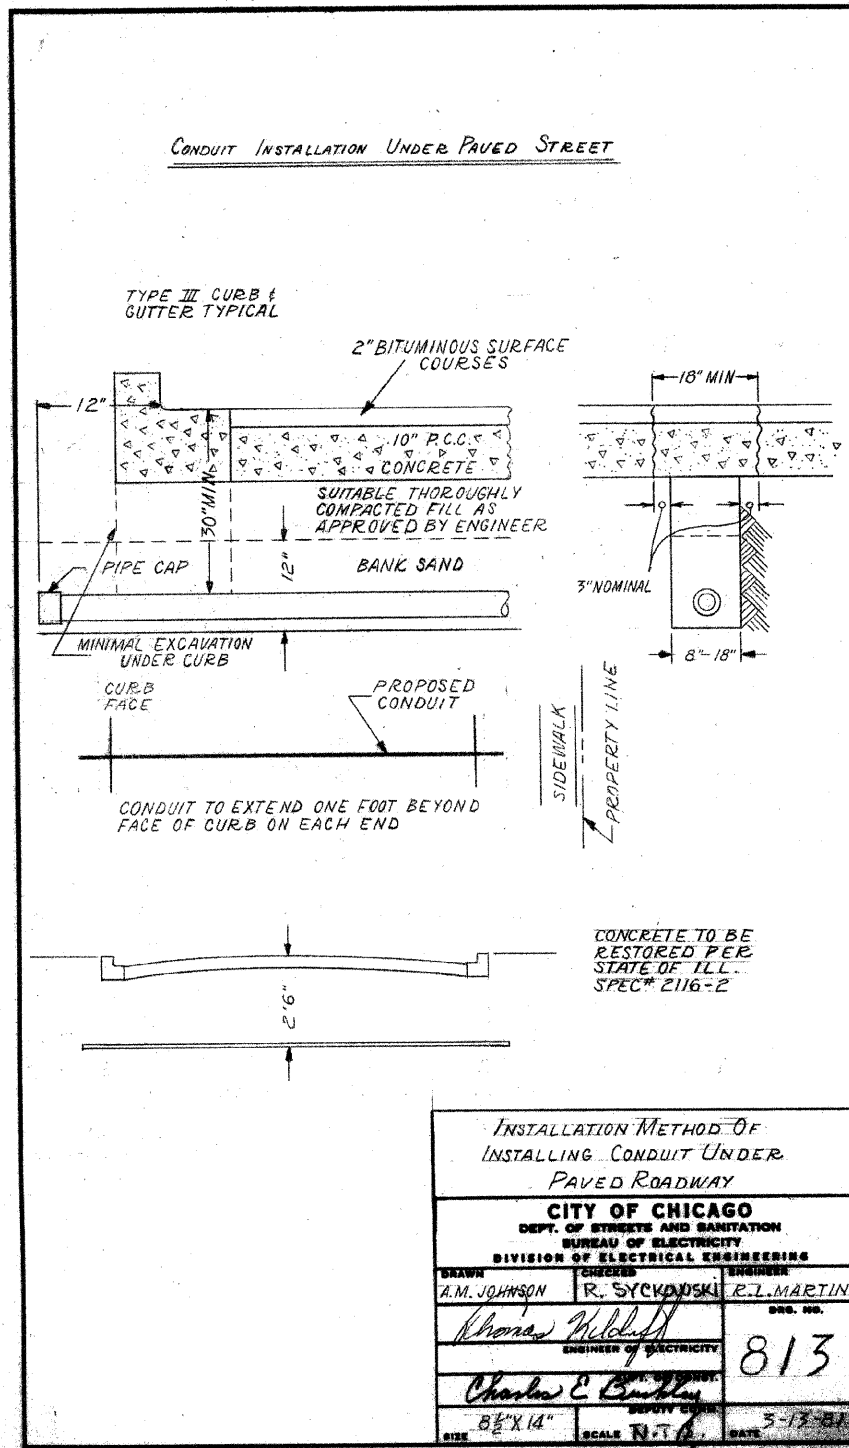 CONDUIT INSTALLATION UNDER PAVED STREET
TYPE III CURB &
GUTTER TYPICAL
2" BITUMINOUS SURFACE
COURSES
12"
18" MIN
10" P.C.C.
CONCRETE
30" MIN
SUITABLE THOROUGHLY
COMPACTED FILL AS
APPROVED BY ENGINEER
12"
PIPE CAP
BANK SAND
3" NOMINAL
MINIMAL EXCAVATION
UNDER CURB
8"-18"
CURB
FACE
PROPOSED
CONDUIT
SIDEWALK
PROPERTY LINE
CONDUIT TO EXTEND ONE FOOT BEYOND
FACE OF CURB ON EACH END
2'6"
CONCRETE TO BE
RESTORED PER
STATE OF ILL.
SPEC# 2116-2
INSTALLATION METHOD OF
INSTALLING CONDUIT UNDER
PAVED ROADWAY
CITY OF CHICAGO
DEPT. OF STREETS AND SANITATION
BUREAU OF ELECTRICITY
DIVISION OF ELECTRICAL ENGINEERING
DRAWN CHECKED ENGINEER
A.M. JOHNSON R. SYCKOWSKI R.L. MARTIN
DRG. NO.
Thomas
ENGINEER OF ELECTRICITY
813
Charles E
DEPUTY COMM.
SIZE 8½" X 14" SCALE N.T.S. DATE 3-13-81